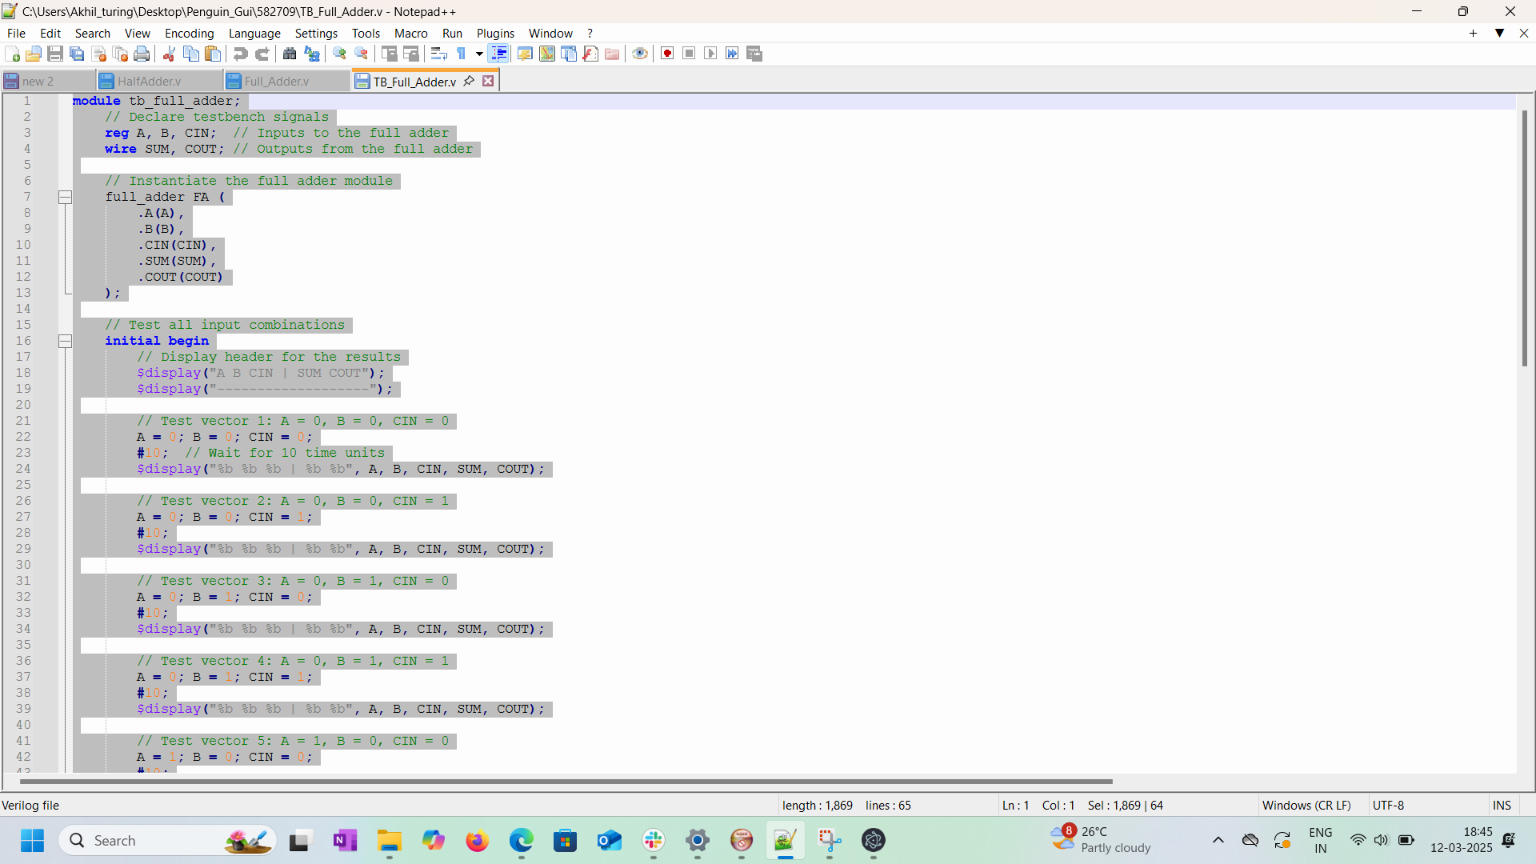 C:\Users\Akhil_turing\Desktop\Penguin_Gui\582709\TB_Full_Adder.v - Notepad++
File Edit Search View Encoding Language Settings Tools Macro Run Plugins Window ?
new 2 HalfAdder.v Full_Adder.v TB_Full_Adder.v
1 module tb_full_adder;
2 // Declare testbench signals
3 reg A, B, CIN; // Inputs to the full adder
4 wire SUM, COUT; // Outputs from the full adder
5
6 // Instantiate the full adder module
7 full_adder FA (
8 .A(A),
9 .B(B),
10 .CIN(CIN),
11 .SUM(SUM),
12 .COUT(COUT)
13 );
14
15 // Test all input combinations
16 initial begin
17 // Display header for the results
18 $display("A B CIN | SUM COUT");
19 $display("-------------------");
20
21 // Test vector 1: A = 0, B = 0, CIN = 0
22 A = 0; B = 0; CIN = 0;
23 #10; // Wait for 10 time units
24 $display("%b %b %b | %b %b", A, B, CIN, SUM, COUT);
25
26 // Test vector 2: A = 0, B = 0, CIN = 1
27 A = 0; B = 0; CIN = 1;
28 #10;
29 $display("%b %b %b | %b %b", A, B, CIN, SUM, COUT);
30
31 // Test vector 3: A = 0, B = 1, CIN = 0
32 A = 0; B = 1; CIN = 0;
33 #10;
34 $display("%b %b %b | %b %b", A, B, CIN, SUM, COUT);
35
36 // Test vector 4: A = 0, B = 1, CIN = 1
37 A = 0; B = 1; CIN = 1;
38 #10;
39 $display("%b %b %b | %b %b", A, B, CIN, SUM, COUT);
40
41 // Test vector 5: A = 1, B = 0, CIN = 0
42 A = 1; B = 0; CIN = 0;
43 #10;
Verilog file length : 1,869 lines : 65 Ln : 1 Col : 1 Sel : 1,869 | 64 Windows (CR LF) UTF-8 INS
Search 8 26°C ENG 18:45
Partly cloudy IN 12-03-2025